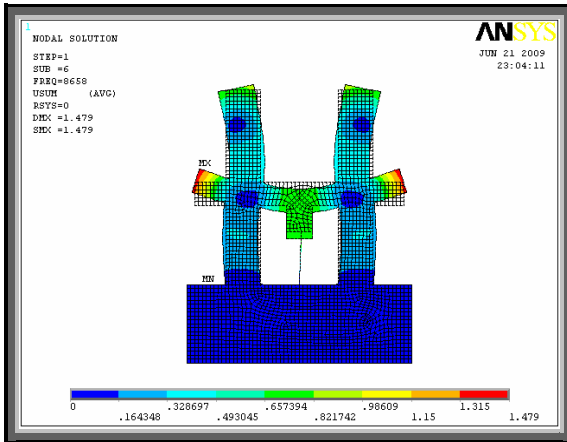 1
NODAL SOLUTION
STEP=1
SUB =6
FREQ=8658
USUM (AVG)
RSYS=0
DMX =1.479
SMX =1.479
ANSYS
JUN 21 2009
23:04:11
MX
MN
0 .328697 .657394 .98609 1.315
.164348 .493045 .821742 1.15 1.479